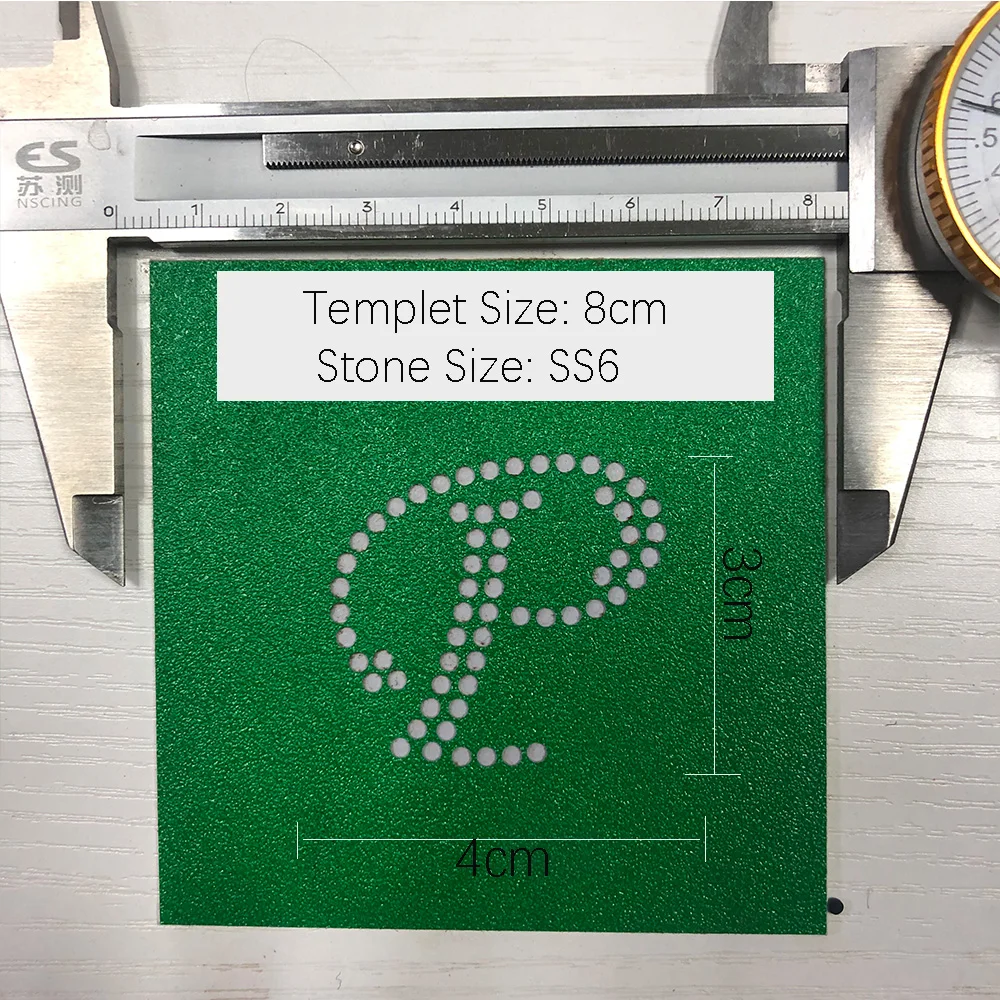 ES
苏测
NSCING
0 1 2 3 4 5 6 7 8
.5
Templet Size: 8cm
Stone Size: SS6
P
3cm
4cm